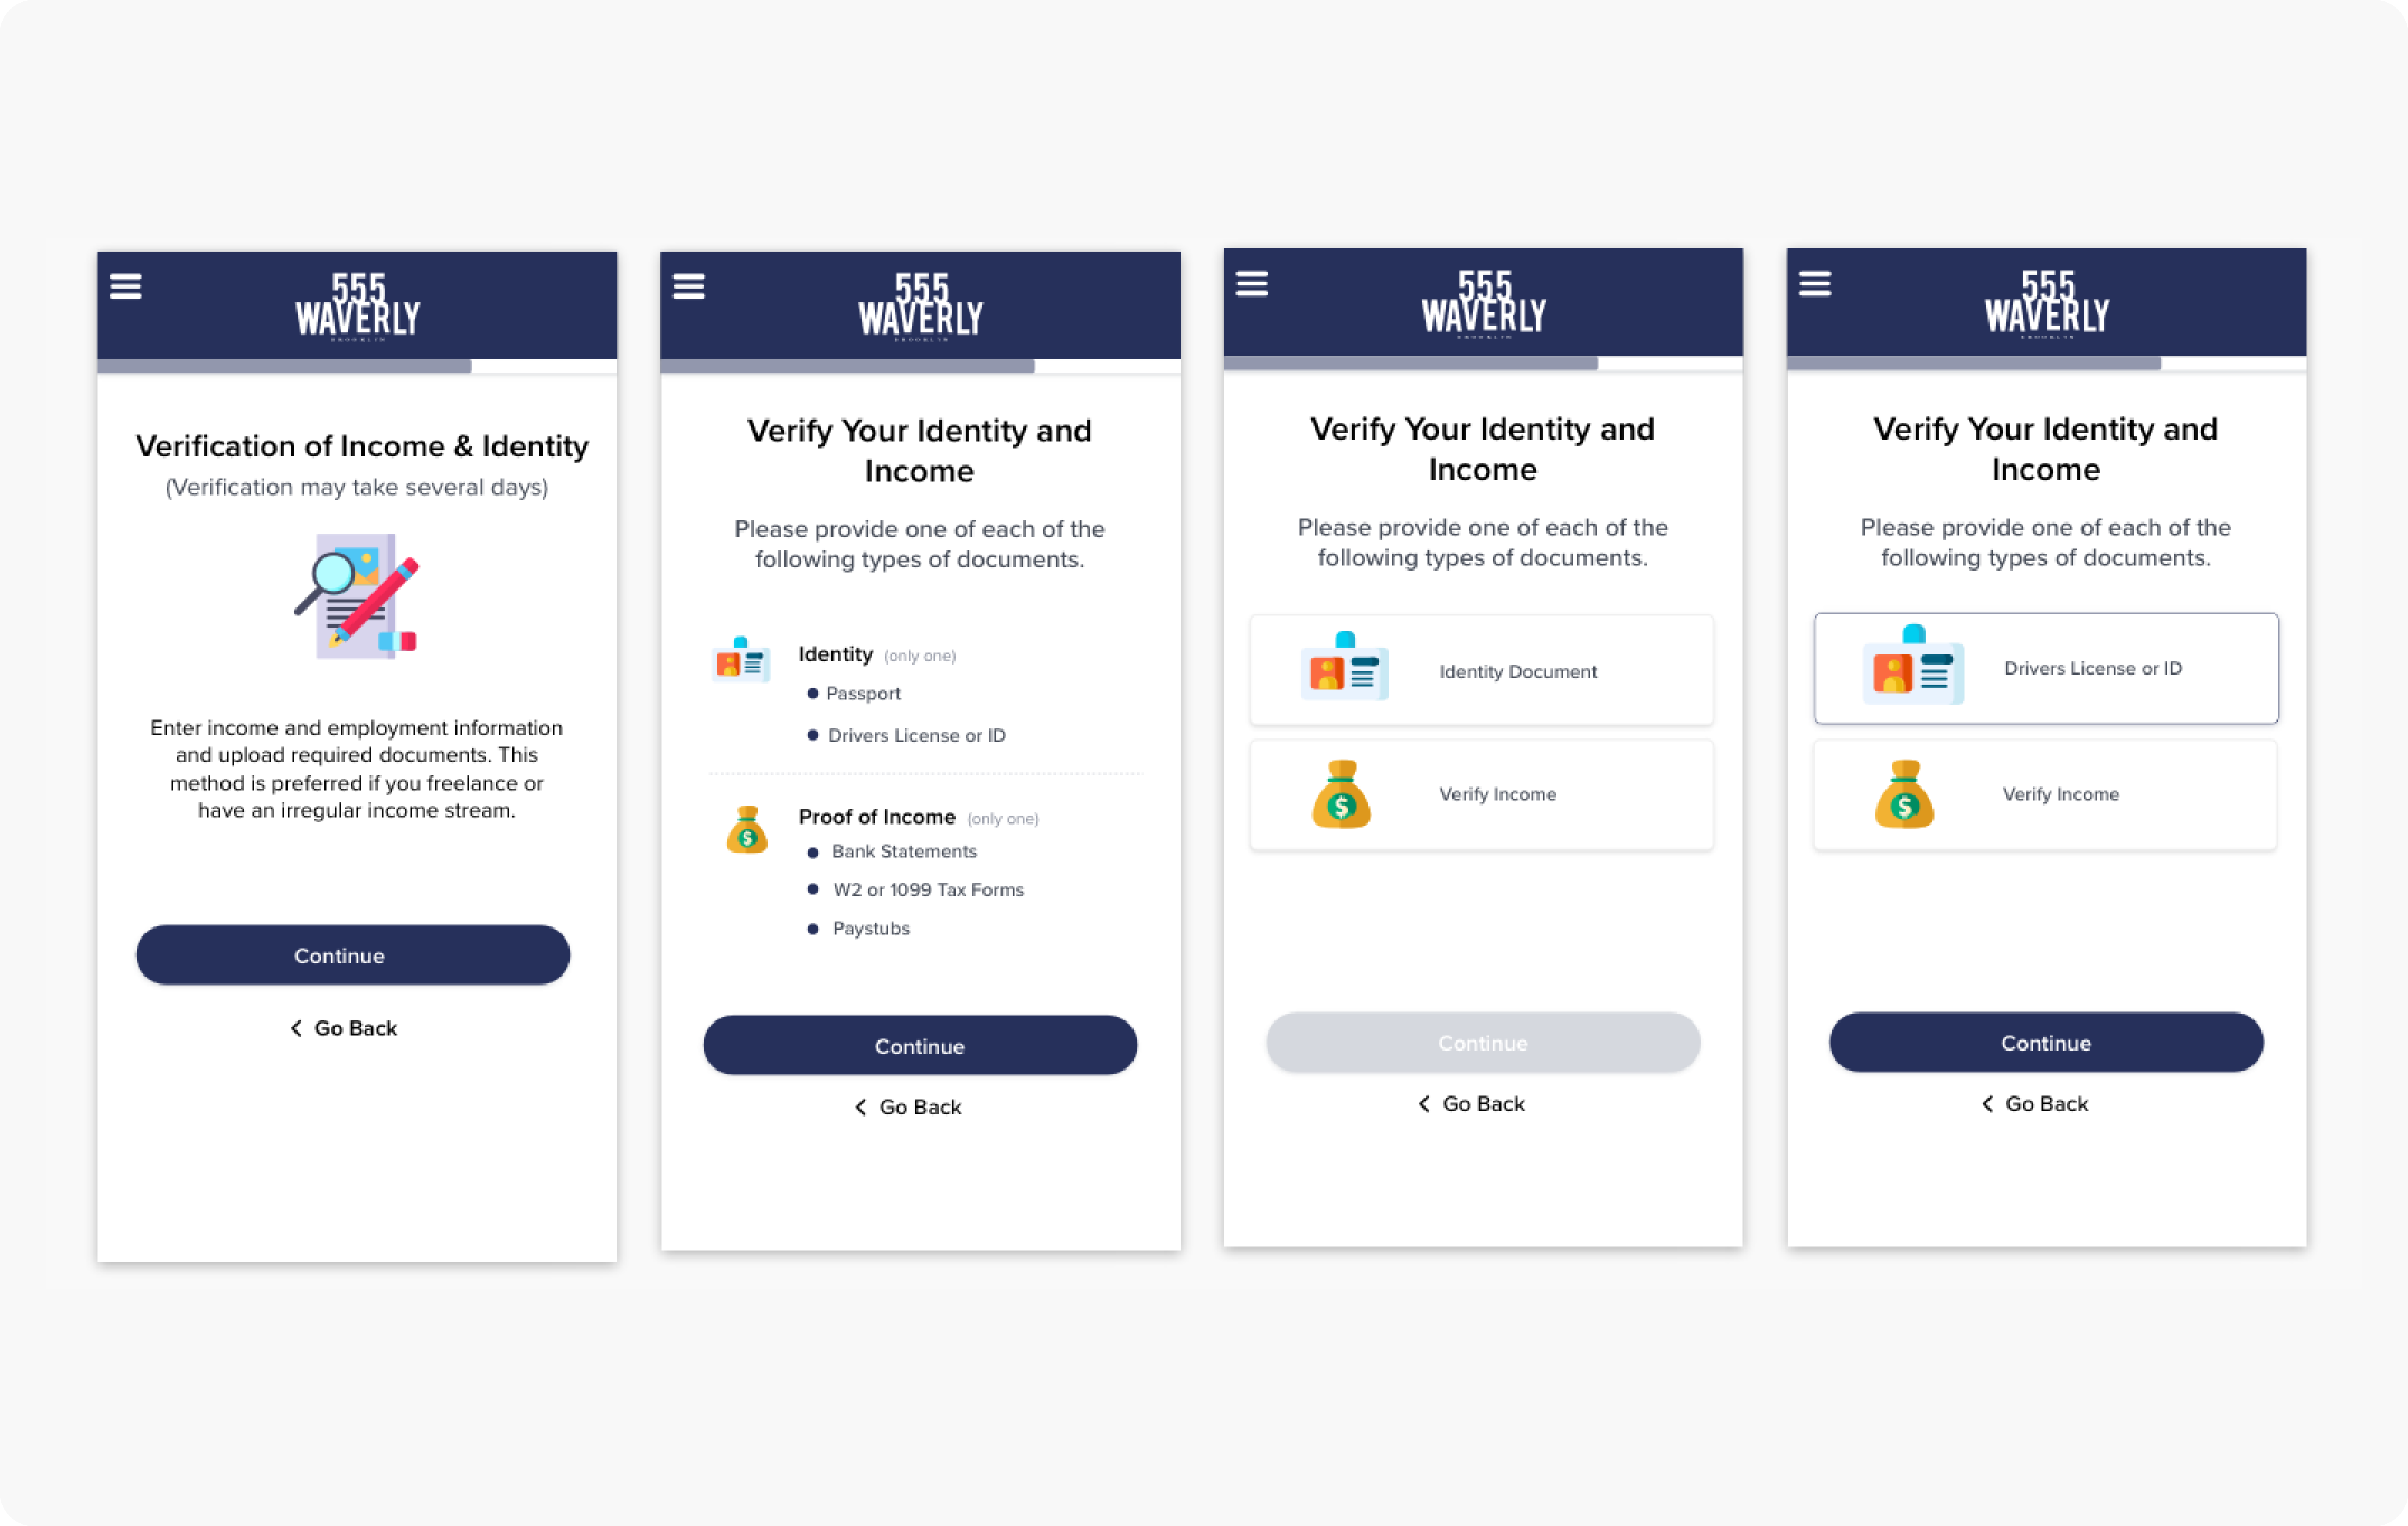 555
WAVERLY
BROOKLYN
Verification of Income & Identity
(Verification may take several days)
Enter income and employment information
and upload required documents. This
method is preferred if you freelance or
have an irregular income stream.
Continue
Go Back
555
WAVERLY
BROOKLYN
Verify Your Identity and
Income
Please provide one of each of the
following types of documents.
Identity (only one)
Passport
Drivers License or ID
Proof of Income (only one)
$
Bank Statements
W2 or 1099 Tax Forms
Paystubs
Continue
Go Back
555
WAVERLY
BROOKLYN
Verify Your Identity and
Income
Please provide one of each of the
following types of documents.
Identity Document
$
Verify Income
Continue
Go Back
555
WAVERLY
BROOKLYN
Verify Your Identity and
Income
Please provide one of each of the
following types of documents.
Drivers License or ID
$
Verify Income
Continue
Go Back